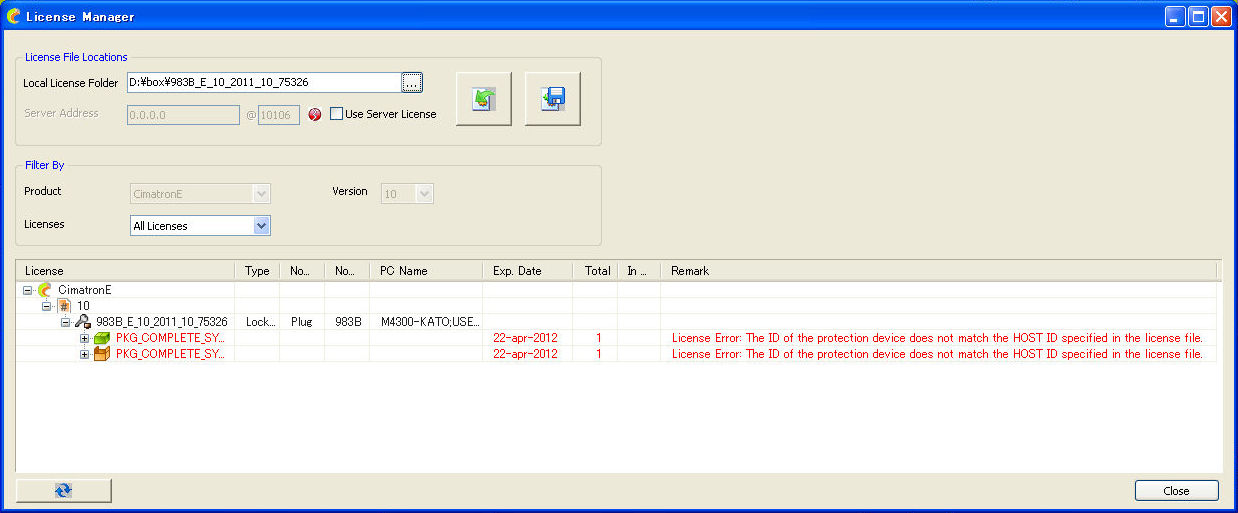 License Manager
License File Locations
Local License Folder D:¥box¥983B_E_10_2011_10_75326 ...
Server Address 0.0.0.0 @ 10106 Use Server License
Filter By
Product CimatronE Version 10
Licenses All Licenses
License Type No... No... PC Name Exp. Date Total In ... Remark
CimatronE
10
983B_E_10_2011_10_75326 Lock... Plug 983B M4300-KATO;USE...
PKG_COMPLETE_SY... 22-apr-2012 1 License Error: The ID of the protection device does not match the HOST ID specified in the license file.
PKG_COMPLETE_SY... 22-apr-2012 1 License Error: The ID of the protection device does not match the HOST ID specified in the license file.
Close